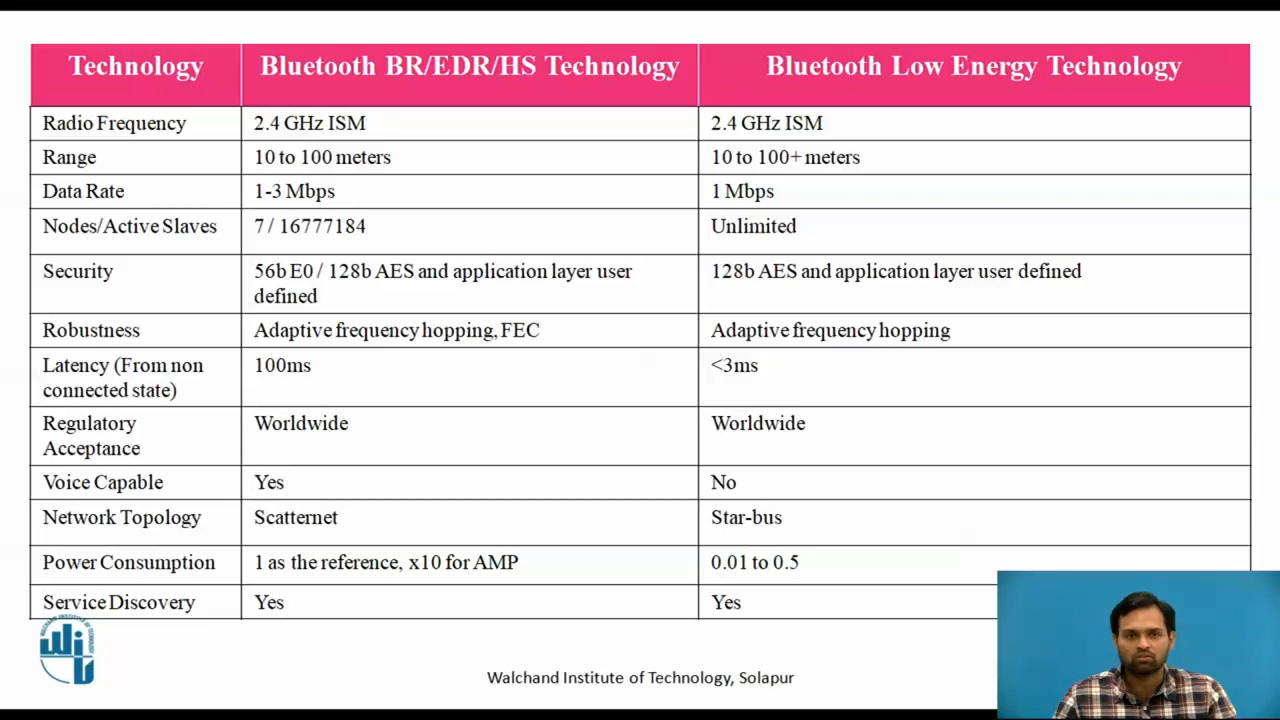 Technology Bluetooth BR/EDR/HS Technology Bluetooth Low Energy Technology
Radio Frequency 2.4 GHz ISM 2.4 GHz ISM
Range 10 to 100 meters 10 to 100+ meters
Data Rate 1-3 Mbps 1 Mbps
Nodes/Active Slaves 7 / 16777184 Unlimited
Security 56b E0 / 128b AES and application layer user 128b AES and application layer user defined
defined
Robustness Adaptive frequency hopping, FEC Adaptive frequency hopping
Latency (From non 100ms <3ms
connected state)
Regulatory Worldwide Worldwide
Acceptance
Voice Capable Yes No
Network Topology Scatternet Star-bus
Power Consumption 1 as the reference, x10 for AMP 0.01 to 0.5
Service Discovery Yes Yes
WALCHAND INSTITUTE OF TECHNOLOGY
WIT
Walchand Institute of Technology, Solapur